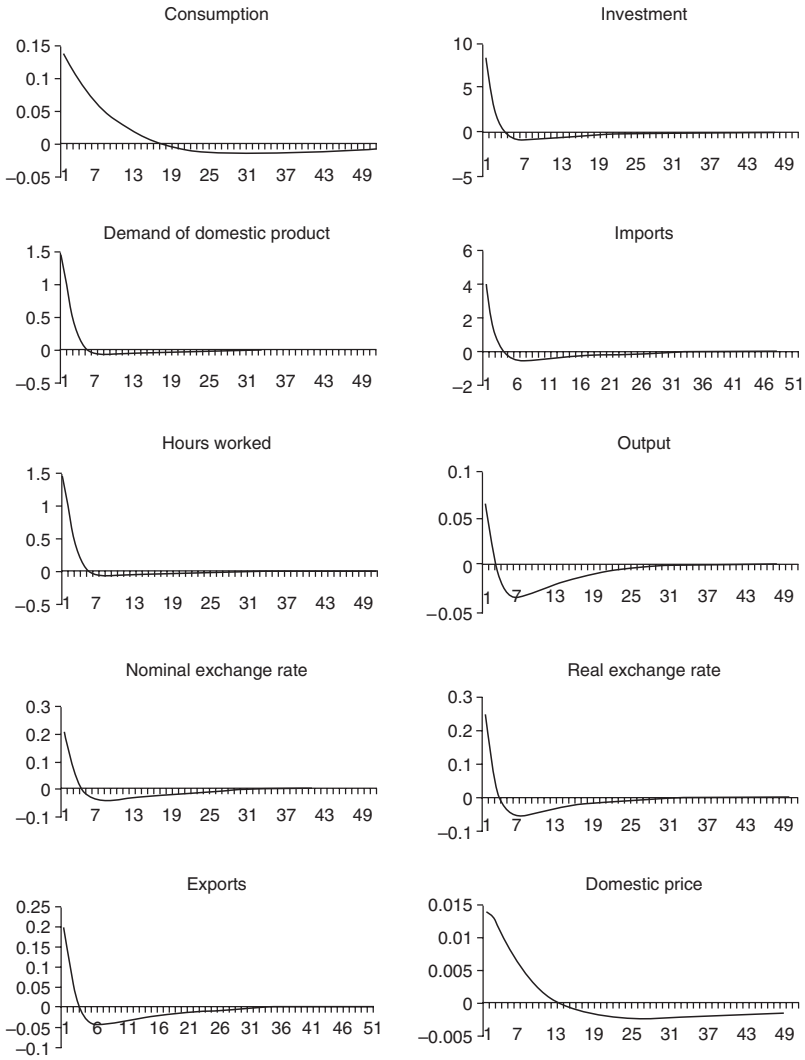 Consumption
0.15
0.1
0.05
0
–0.05
1 7 13 19 25 31 37 43 49
Investment
10
5
0
–5
1 7 13 19 25 31 37 43 49
Demand of domestic product
1.5
1
0.5
0
–0.5
1 7 13 19 25 31 37 43 49
Imports
6
4
2
0
–2
1 6 11 16 21 26 31 36 41 46 51
Hours worked
1.5
1
0.5
0
–0.5
1 7 13 19 25 31 37 43 49
Output
0.1
0.05
0
–0.05
1 7 13 19 25 31 37 43 49
Nominal exchange rate
0.3
0.2
0.1
0
–0.1
1 7 13 19 25 31 37 43 49
Real exchange rate
0.3
0.2
0.1
0
–0.1
1 7 13 19 25 31 37 43 49
Exports
0.25
0.2
0.15
0.1
0.05
0
–0.05
–0.1
1 6 11 16 21 26 31 36 41 46 51
Domestic price
0.015
0.01
0.005
0
–0.005
1 7 13 19 25 31 37 43 49